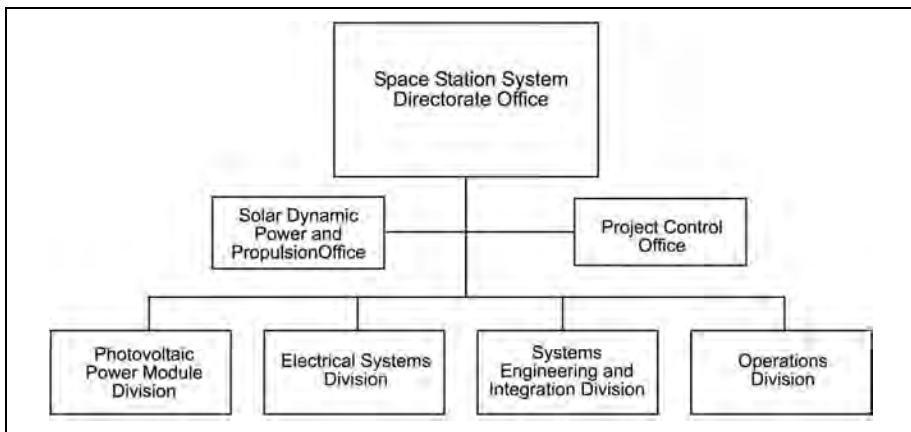 Space Station System
Directorate Office
Solar Dynamic
Power and
PropulsionOffice
Project Control
Office
Photovoltaic
Power Module
Division
Electrical Systems
Division
Systems
Engineering and
Integration Division
Operations
Division